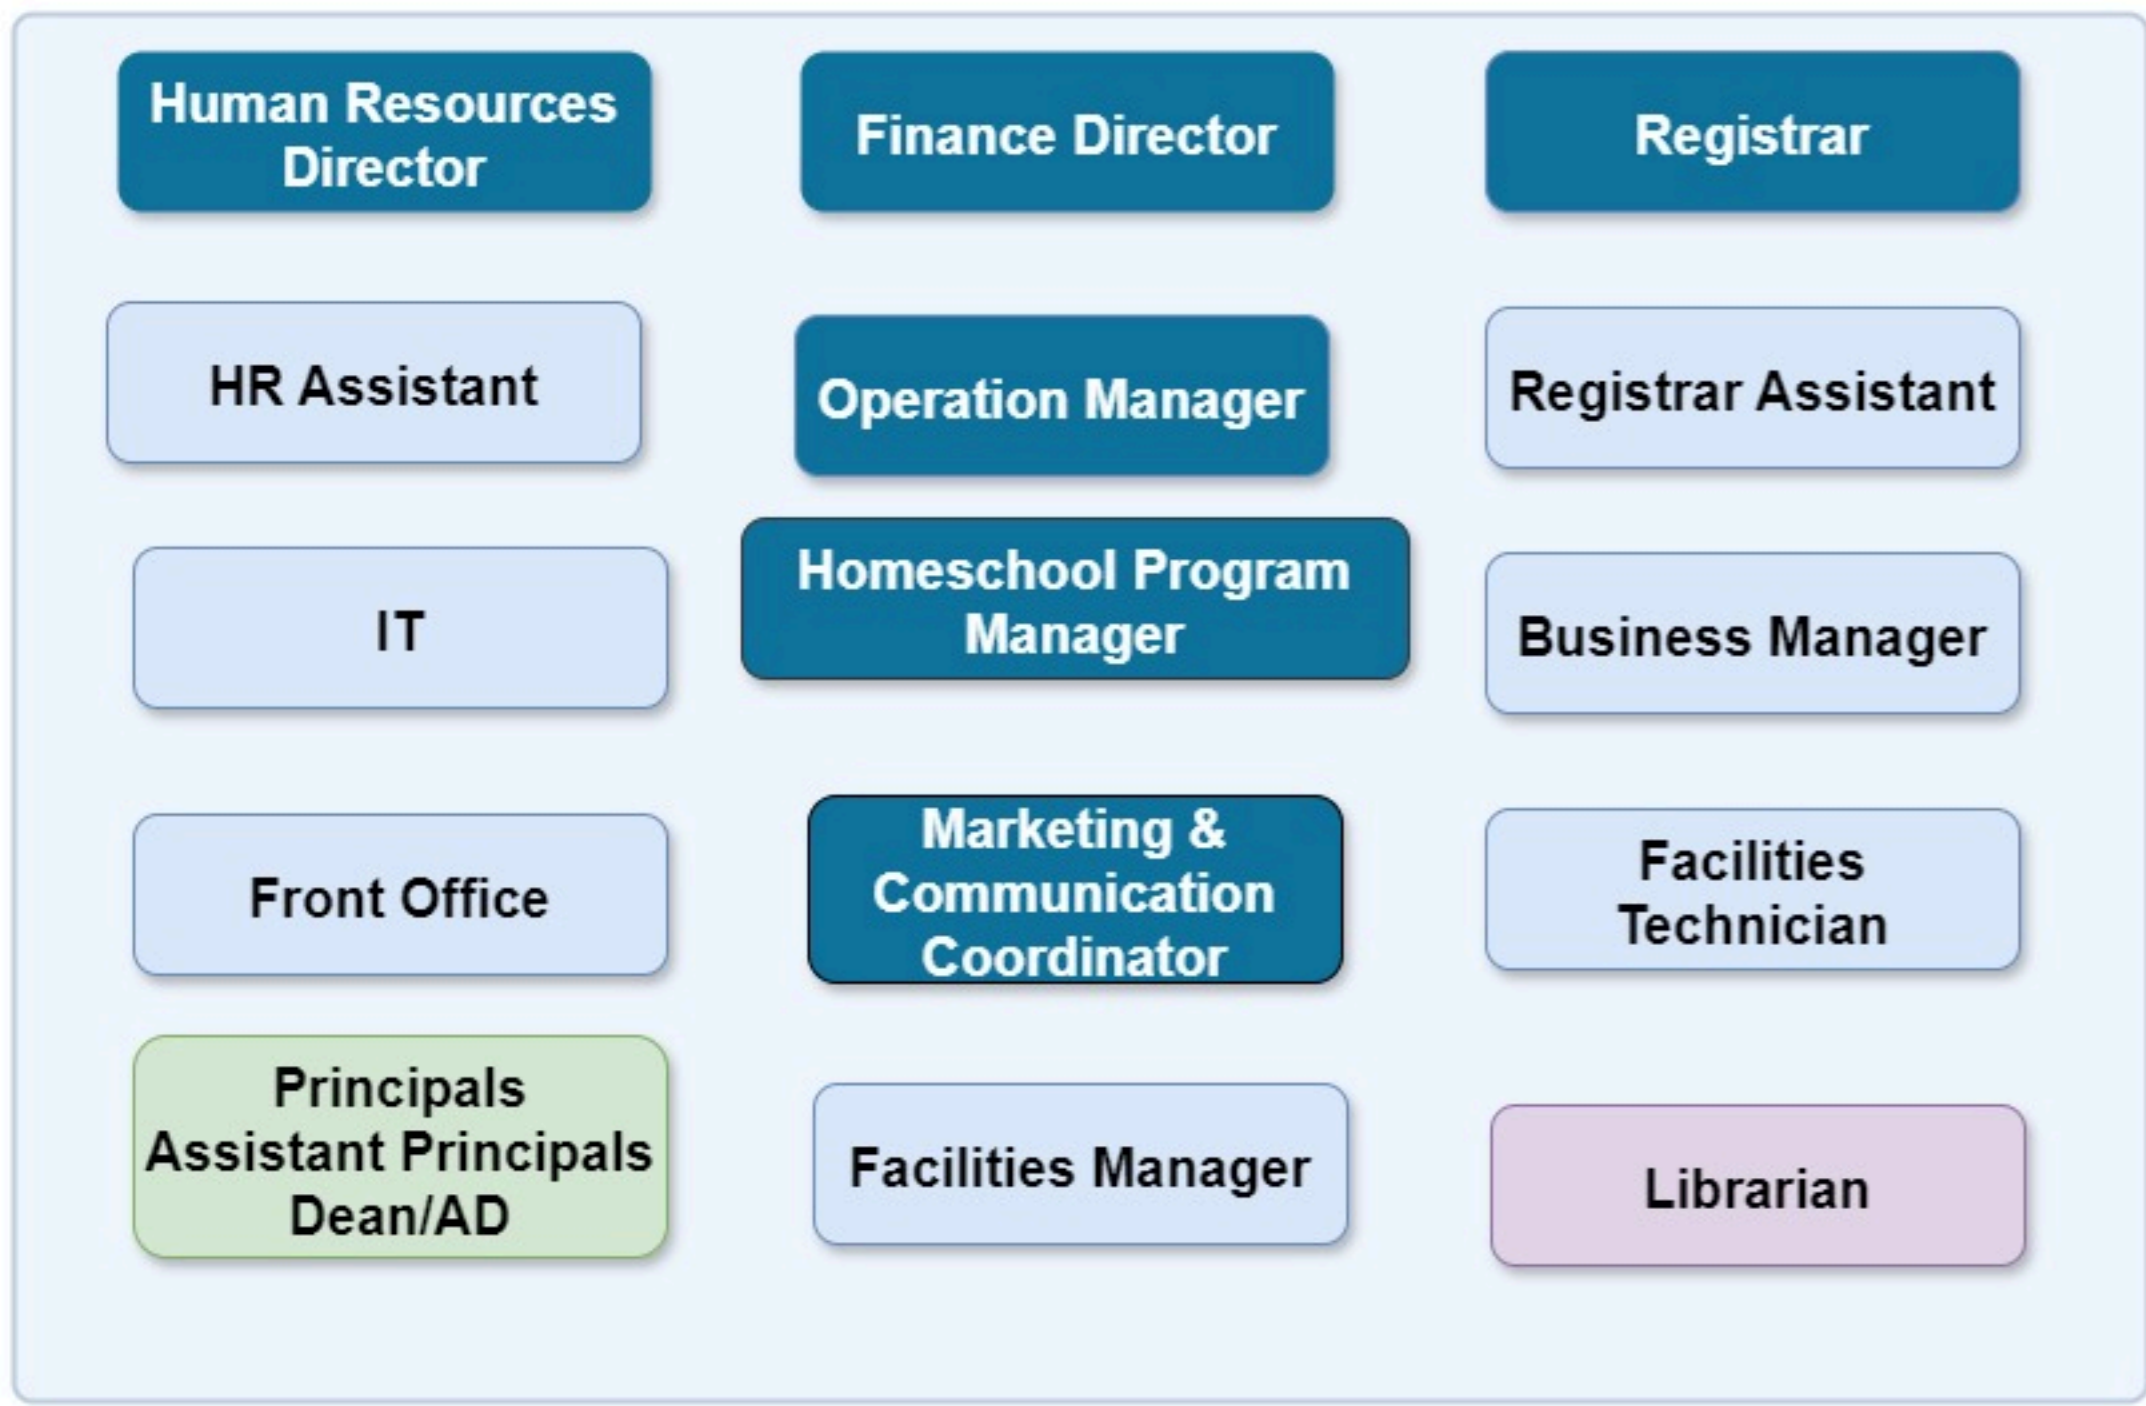 Human Resources
Director
Finance Director
Registrar
HR Assistant
Operation Manager
Registrar Assistant
IT
Homeschool Program
Manager
Business Manager
Front Office
Marketing &
Communication
Coordinator
Facilities
Technician
Principals
Assistant Principals
Dean/AD
Facilities Manager
Librarian